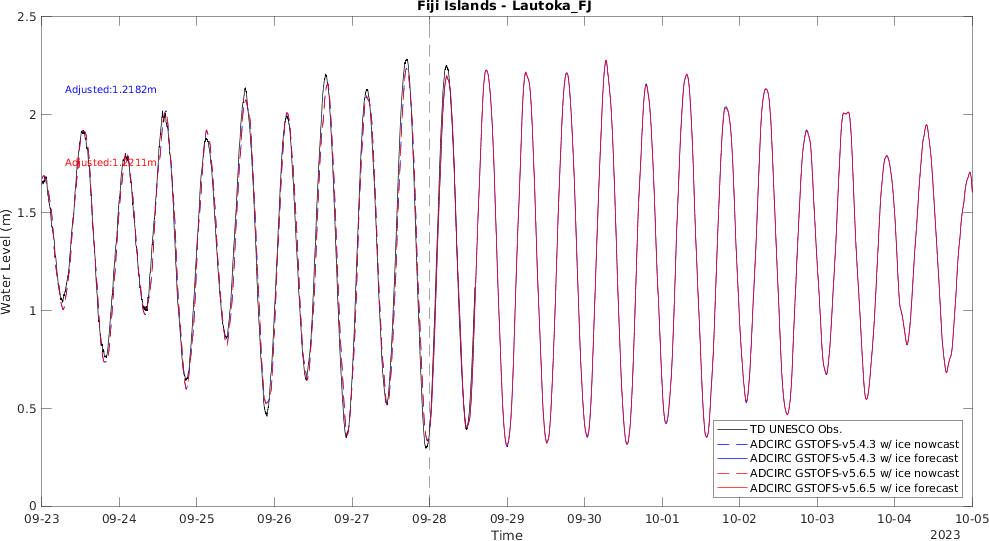 Fiji Islands - Lautoka_FJ
2.5
2
1.5
1
0.5
0
Water Level (m)
Adjusted:1.2182m
Adjusted:1.2211m
TD UNESCO Obs.
ADCIRC GSTOFS-v5.4.3 w/ ice nowcast
ADCIRC GSTOFS-v5.4.3 w/ ice forecast
ADCIRC GSTOFS-v5.6.5 w/ ice nowcast
ADCIRC GSTOFS-v5.6.5 w/ ice forecast
09-23 09-24 09-25 09-26 09-27 09-28 09-29 09-30 10-01 10-02 10-03 10-04 10-05
Time
2023